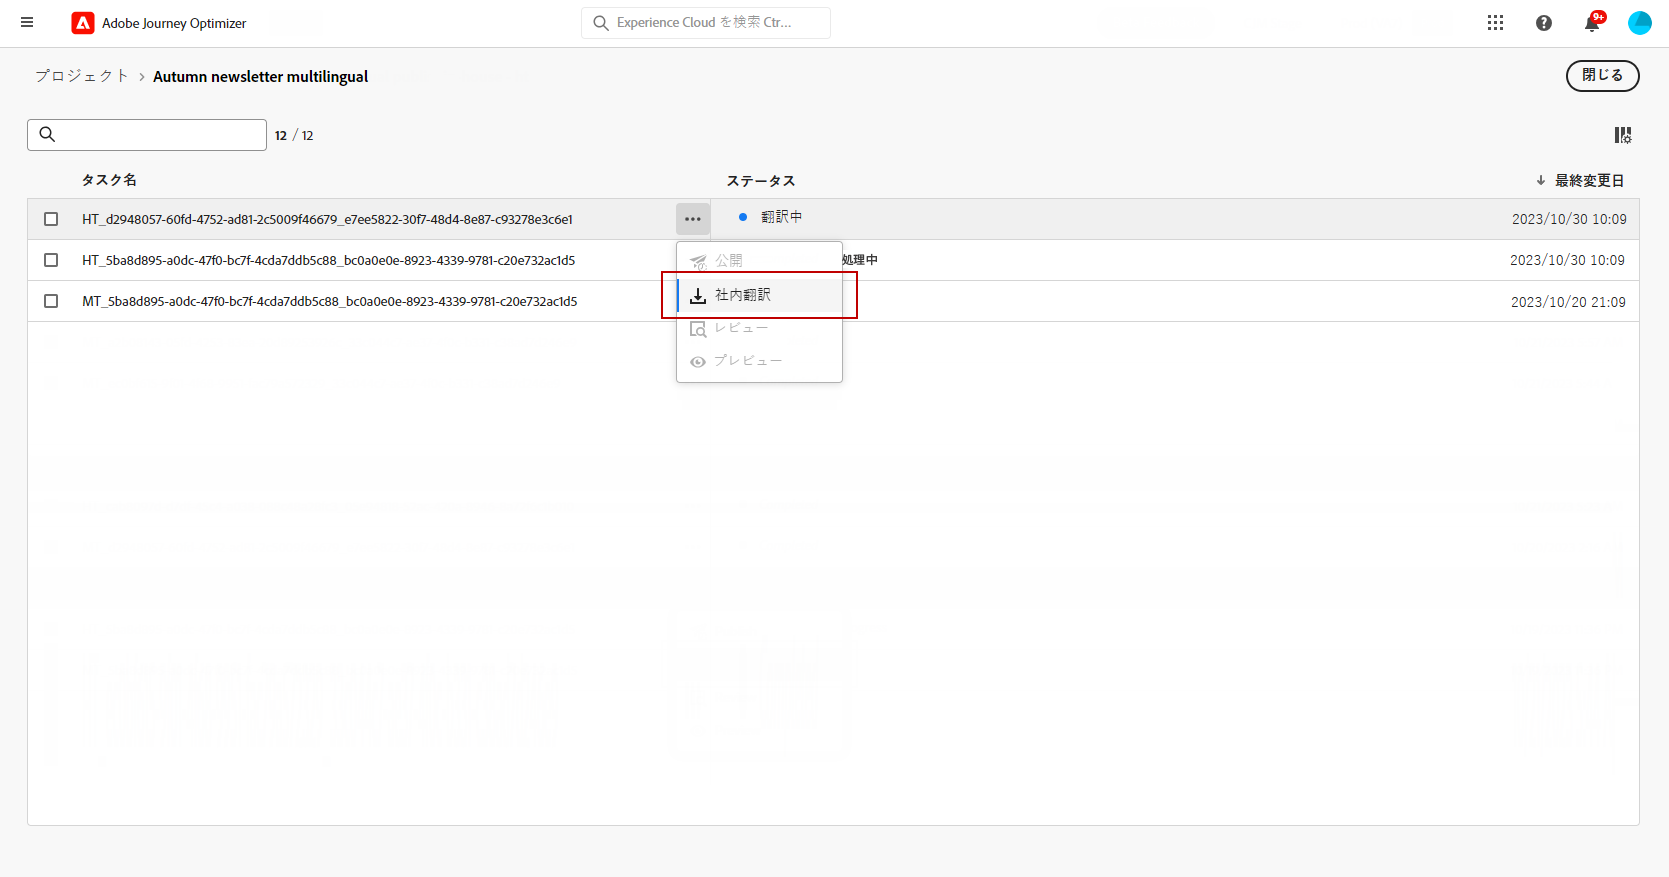 Adobe Journey Optimizer
Experience Cloud を検索 Ctr...
9+
プロジェクト > Autumn newsletter multilingual
閉じる
12 / 12
タスク名 ステータス ↓ 最終変更日
HT_d2948057-60fd-4752-ad81-2c5009f46679_e7ee5822-30f7-48d4-8e87-c93278e3c6e1 ••• 翻訳中 2023/10/30 10:09
HT_5ba8d895-a0dc-47f0-bc7f-4cda7ddb5c88_bc0a0e0e-8923-4339-9781-c20e732ac1d5 処理中 2023/10/30 10:09
MT_5ba8d895-a0dc-47f0-bc7f-4cda7ddb5c88_bc0a0e0e-8923-4339-9781-c20e732ac1d5 2023/10/20 21:09
公開
社内翻訳
レビュー
プレビュー